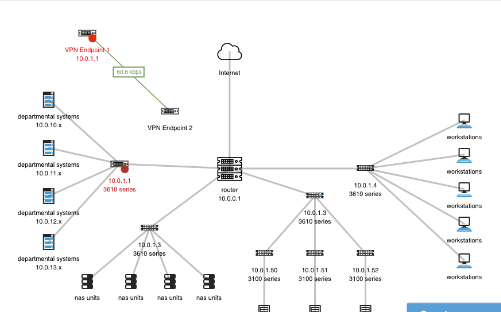 VPN Endpoint 1
10.0.1.1
60.8 kbps
VPN Endpoint 2
Internet
departmental systems
10.0.10.x
departmental systems
10.0.11.x
departmental systems
10.0.12.x
departmental systems
10.0.13.x
10.0.1.1
3610 series
router
10.0.0.1
10.0.1.4
3610 series
10.0.1.3
3610 series
10.0.1.3
3610 series
workstations
workstations
workstations
workstations
workstations
10.0.1.50
3100 series
10.0.1.51
3100 series
10.0.1.52
3100 series
nas units
nas units
nas units
nas units